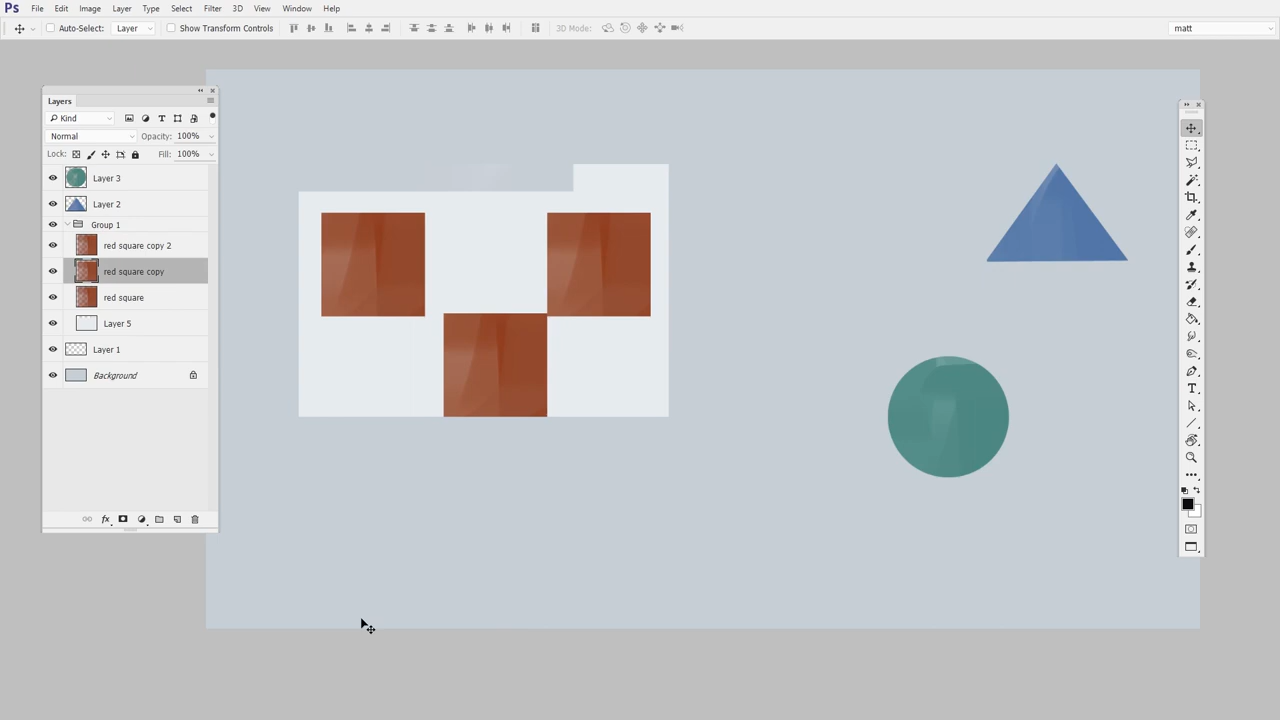 Ps File Edit Image Layer Type Select Filter 3D View Window Help
Auto-Select: Layer Show Transform Controls 3D Mode: matt
Layers
Kind
Normal Opacity: 100%
Lock: Fill: 100%
Layer 3
Layer 2
Group 1
red square copy 2
red square copy
red square
Layer 5
Layer 1
Background